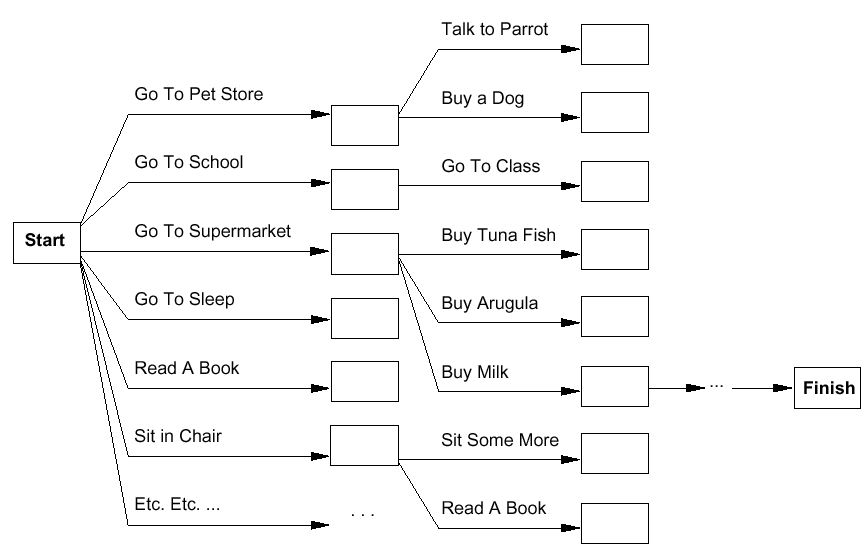 Talk to Parrot
Go To Pet Store
Buy a Dog
Go To School
Go To Class
Start
Go To Supermarket
Buy Tuna Fish
Go To Sleep
Buy Arugula
Read A Book
Buy Milk
...
Finish
Sit in Chair
Sit Some More
Etc. Etc. ...
. . .
Read A Book